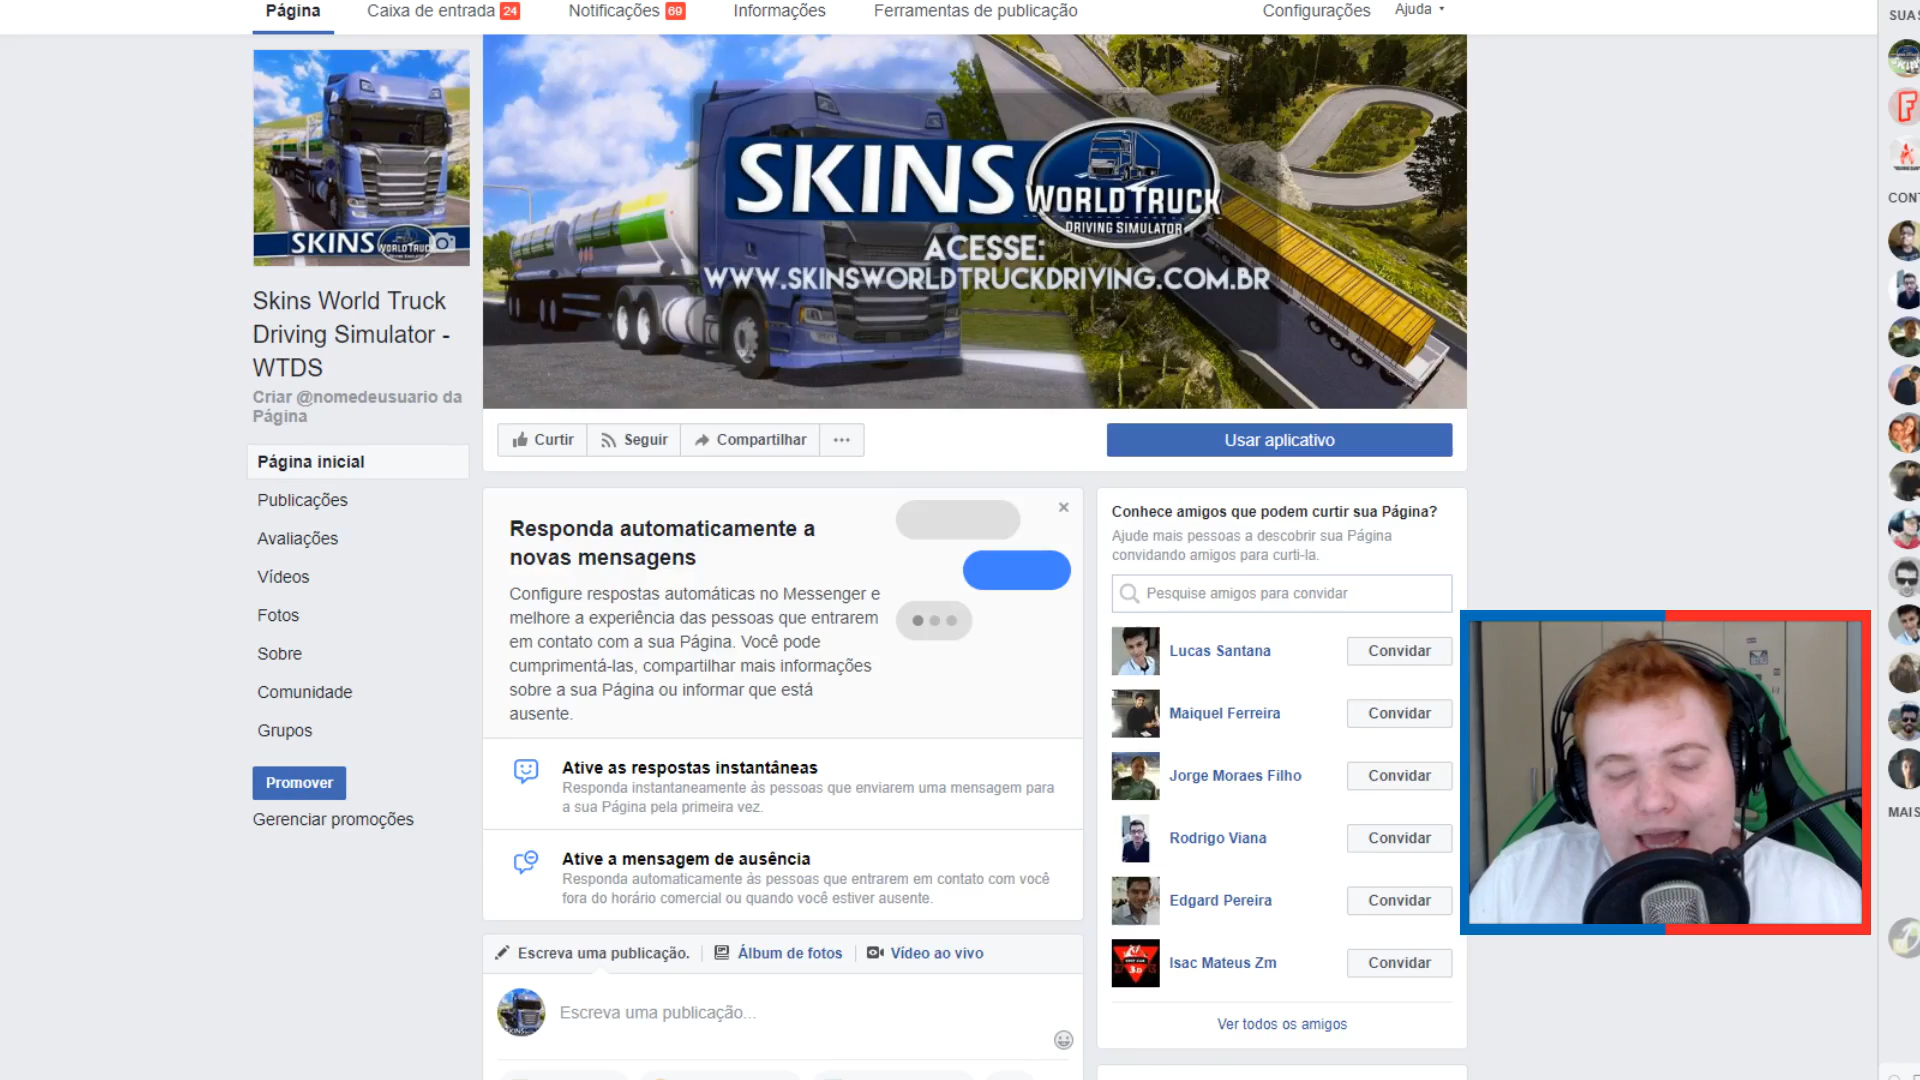 Página
Caixa de entrada 24
Notificações 69
Informações
Ferramentas de publicação
Configurações
Ajuda
SUAS
SKINS
WORLD TRUCK
DRIVING SIMULATOR
ACESSE:
WWW.SKINSWORLDTRUCKDRIVING.COM.BR
SKINS
Skins World Truck
Driving Simulator -
WTDS
Criar @nomedeusuario da
Página
Página inicial
Publicações
Avaliações
Vídeos
Fotos
Sobre
Comunidade
Grupos
Promover
Gerenciar promoções
Curtir
Seguir
Compartilhar
Usar aplicativo
Responda automaticamente a
novas mensagens
Configure respostas automáticas no Messenger e
melhore a experiência das pessoas que entrarem
em contato com a sua Página. Você pode
cumprimentá-las, compartilhar mais informações
sobre a sua Página ou informar que está
ausente.
Ative as respostas instantâneas
Responda instantaneamente às pessoas que enviarem uma mensagem para
a sua Página pela primeira vez.
Ative a mensagem de ausência
Responda automaticamente às pessoas que entrarem em contato com você
fora do horário comercial ou quando você estiver ausente.
Escreva uma publicação.
Álbum de fotos
Vídeo ao vivo
Escreva uma publicação...
Conhece amigos que podem curtir sua Página?
Ajude mais pessoas a descobrir sua Página
convidando amigos para curti-la.
Pesquise amigos para convidar
Lucas Santana Convidar
Maiquel Ferreira Convidar
Jorge Moraes Filho Convidar
Rodrigo Viana Convidar
Edgard Pereira Convidar
Isac Mateus Zm Convidar
Ver todos os amigos
CONT
MAIS